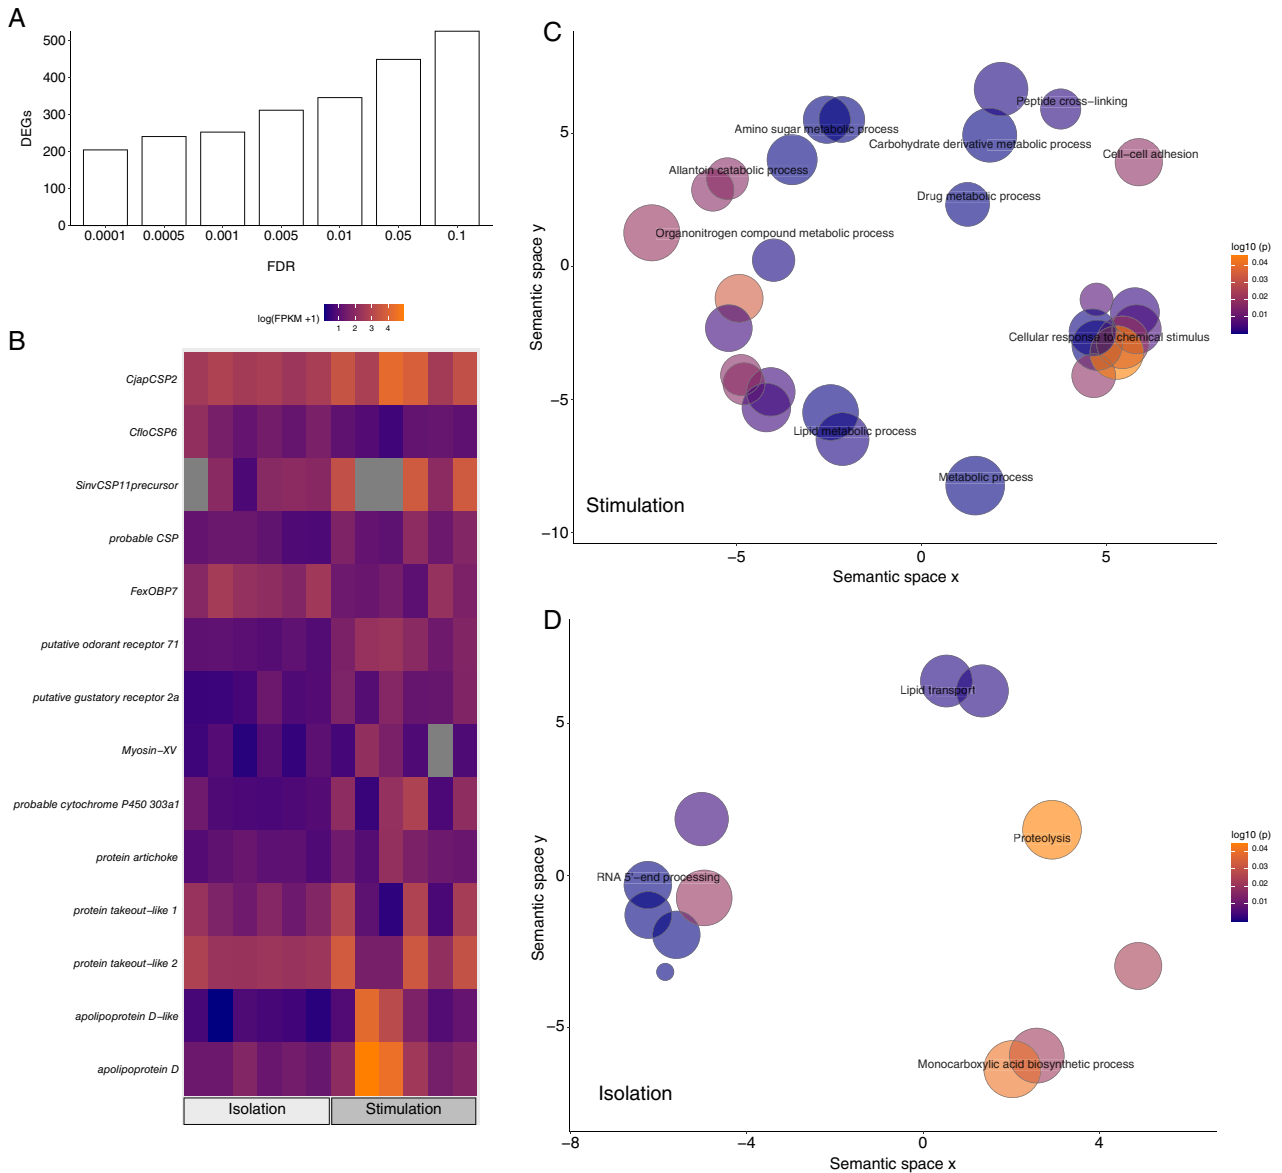 A
500
400
300
200
100
0
DEGs
0.0001 0.0005 0.001 0.005 0.01 0.05 0.1
FDR
log(FPKM +1)
1 2 3 4
B
CjapCSP2
CfloCSP6
SinvCSP11precursor
probable CSP
FexOBP7
putative odorant receptor 71
putative gustatory receptor 2a
Myosin−XV
probable cytochrome P450 303a1
protein artichoke
protein takeout−like 1
protein takeout−like 2
apolipoprotein D−like
apolipoprotein D
Isolation Stimulation
C
5
0
−5
−10
Semantic space y
Peptide cross−linking
Amino sugar metabolic process
Carbohydrate derivative metabolic process
Cell−cell adhesion
Allantoin catabolic process
Drug metabolic process
Organonitrogen compound metabolic process
Cellular response to chemical stimulus
Lipid metabolic process
Metabolic process
Stimulation
−5 0 5
Semantic space x
log10 (p)
0.04
0.03
0.02
0.01
D
5
0
−5
Semantic space y
Lipid transport
Proteolysis
RNA 5'−end processing
Monocarboxylic acid biosynthetic process
Isolation
−8 −4 0 4
Semantic space x
log10 (p)
0.04
0.03
0.02
0.01